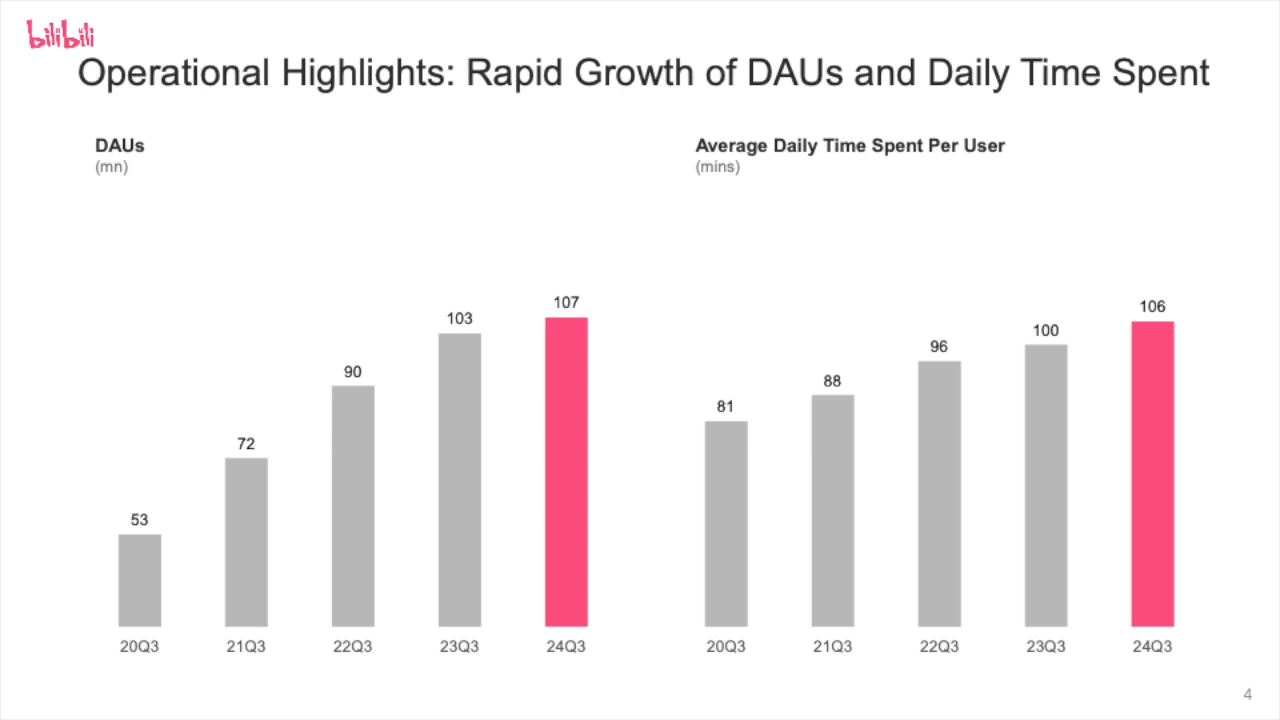 bilibili
Operational Highlights: Rapid Growth of DAUs and Daily Time Spent
DAUs
(mn)
53
72
90
103
107
20Q3
21Q3
22Q3
23Q3
24Q3
Average Daily Time Spent Per User
(mins)
81
88
96
100
106
20Q3
21Q3
22Q3
23Q3
24Q3
4